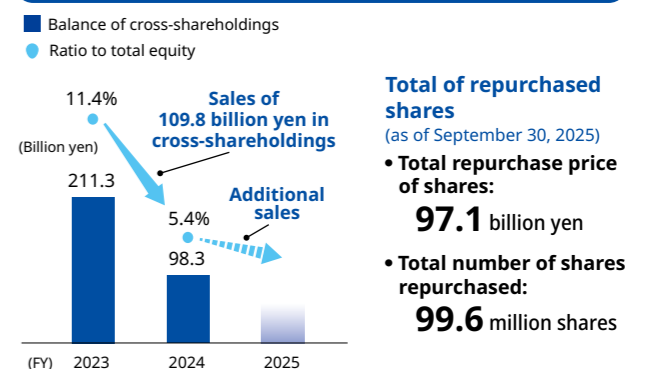 Balance of cross-shareholdings
Ratio to total equity
11.4%
Sales of
109.8 billion yen in
cross-shareholdings
(Billion yen)
211.3
Additional
sales
5.4%
98.3
(FY) 2023 2024 2025
Total of repurchased
shares
(as of September 30, 2025)
• Total repurchase price
of shares:
97.1 billion yen
• Total number of shares
repurchased:
99.6 million shares